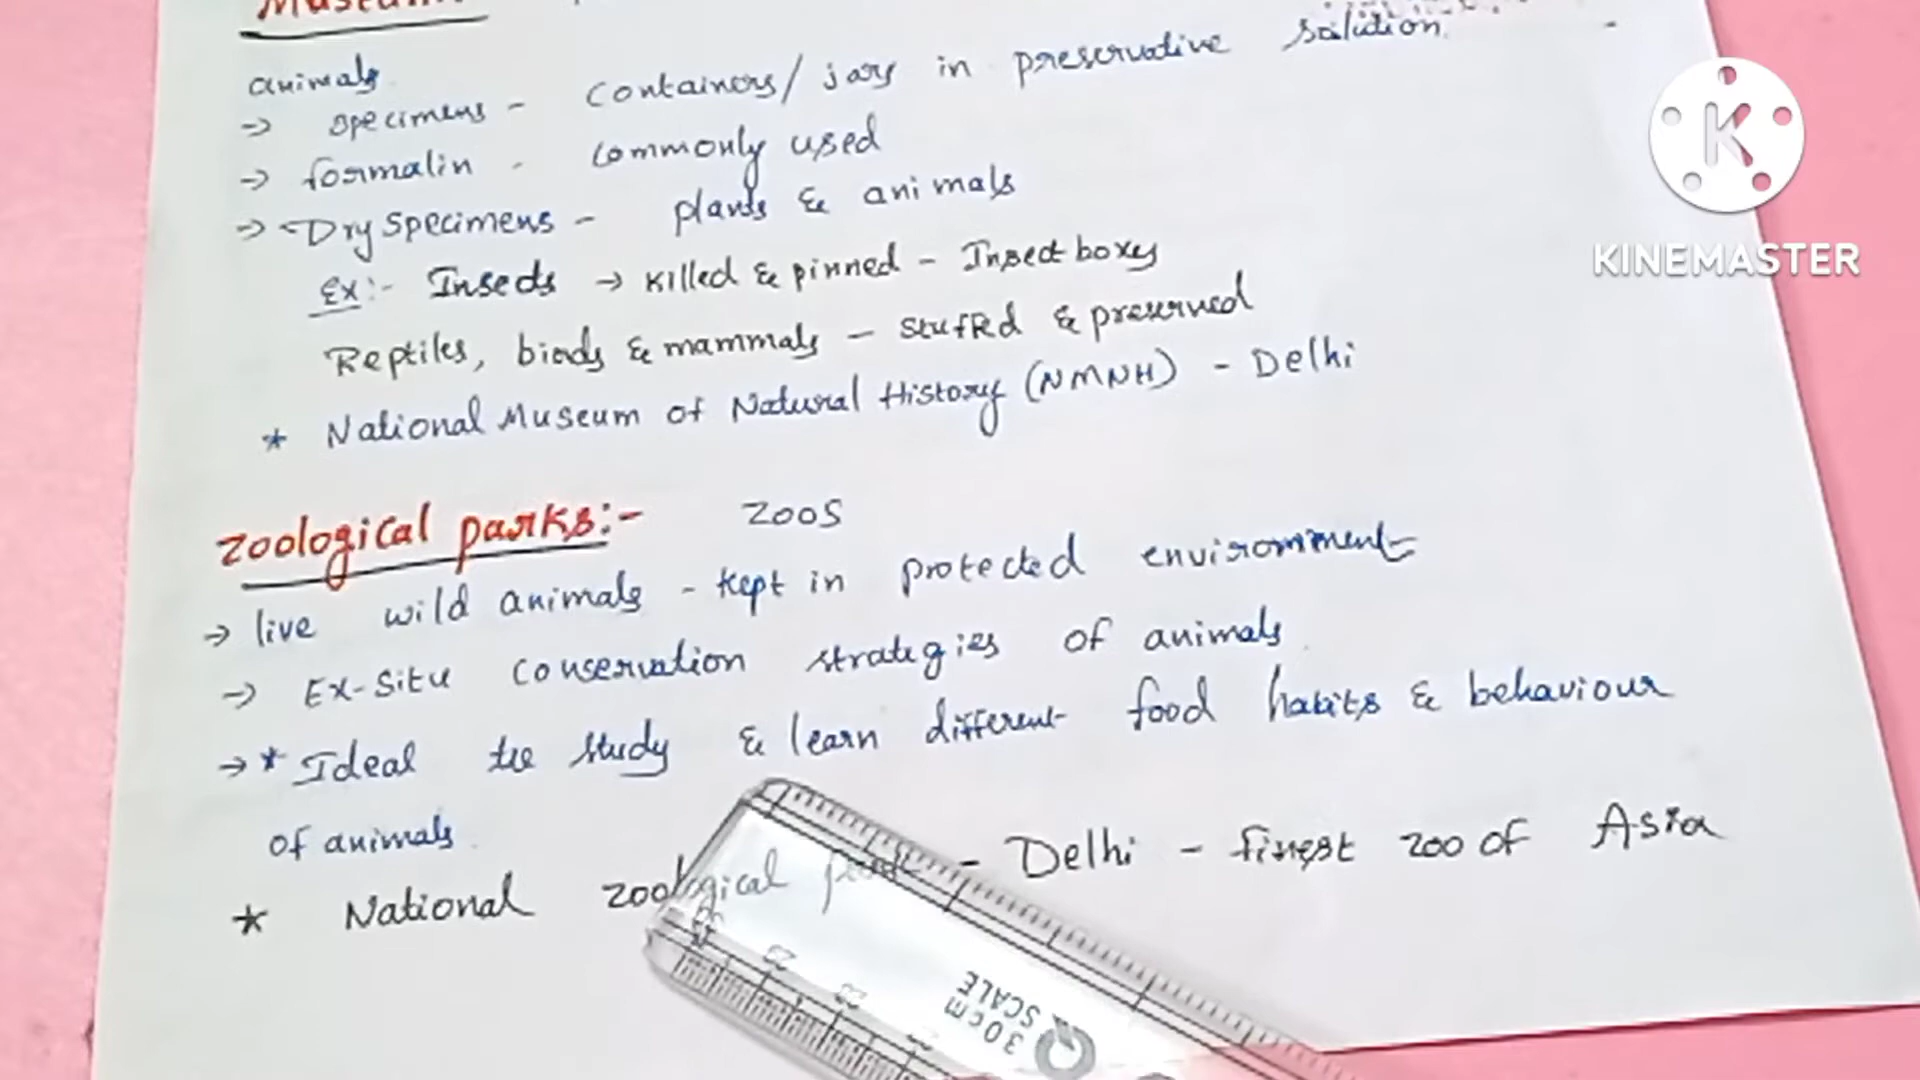 Museum
animals
→ specimens - containers/ jars in preservative solution.
→ formalin - commonly used
→ Dry specimens - plants & animals
Ex:- Insects → killed & pinned - Insect boxes
Reptiles, birds & mammals - stuffed & preserved
* National Museum of Natural History (NMNH) - Delhi
zoological parks:- zoos
→ live wild animals - kept in protected environment
→ Ex-situ conservation strategies of animals
→ * Ideal to study & learn different food habits & behaviour
of animals
* National zoological park - Delhi - finest zoo of Asia
30cm
SCALE
KINEMASTER